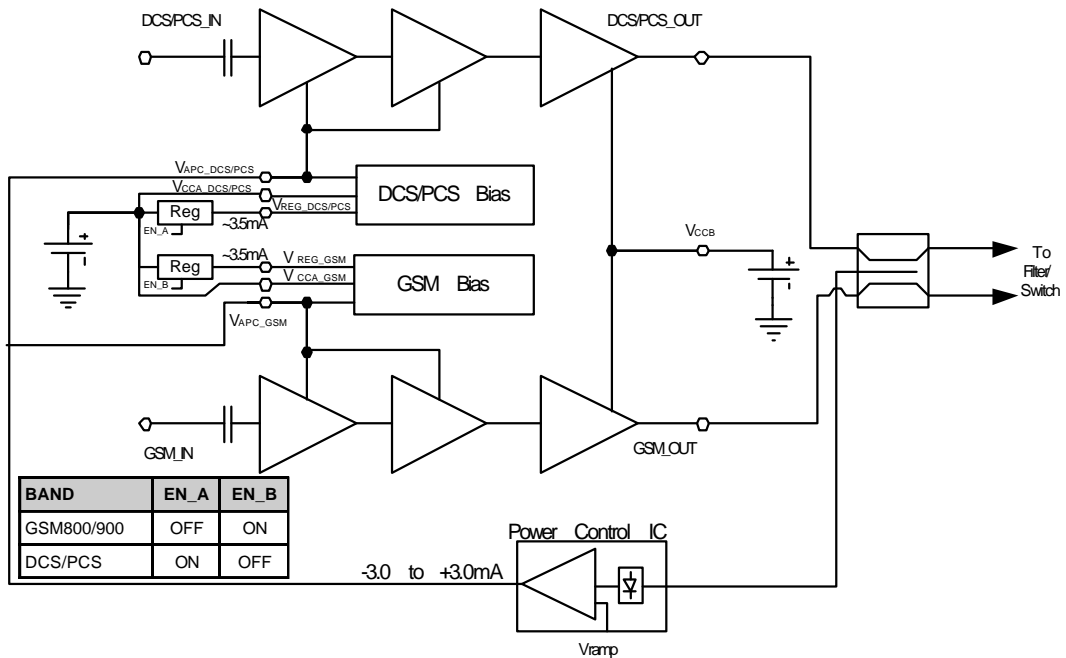 DCS/PCS_IN
DCS/PCS_OUT
VAPC_DCS/PCS
VCCA_DCS/PCS
DCS/PCS Bias
Reg
VREG_DCS/PCS
EN_A
~3.5mA
+
-
VCCB
+
-
To
Filter/
Switch
~3.5mA
V REG_GSM
Reg
V CCA_GSM
EN_B
GSM Bias
VAPC_GSM
GSM_IN
GSM_OUT
BAND EN_A EN_B
GSM800/900 OFF ON
DCS/PCS ON OFF
Power Control IC
-3.0 to +3.0mA
Vramp